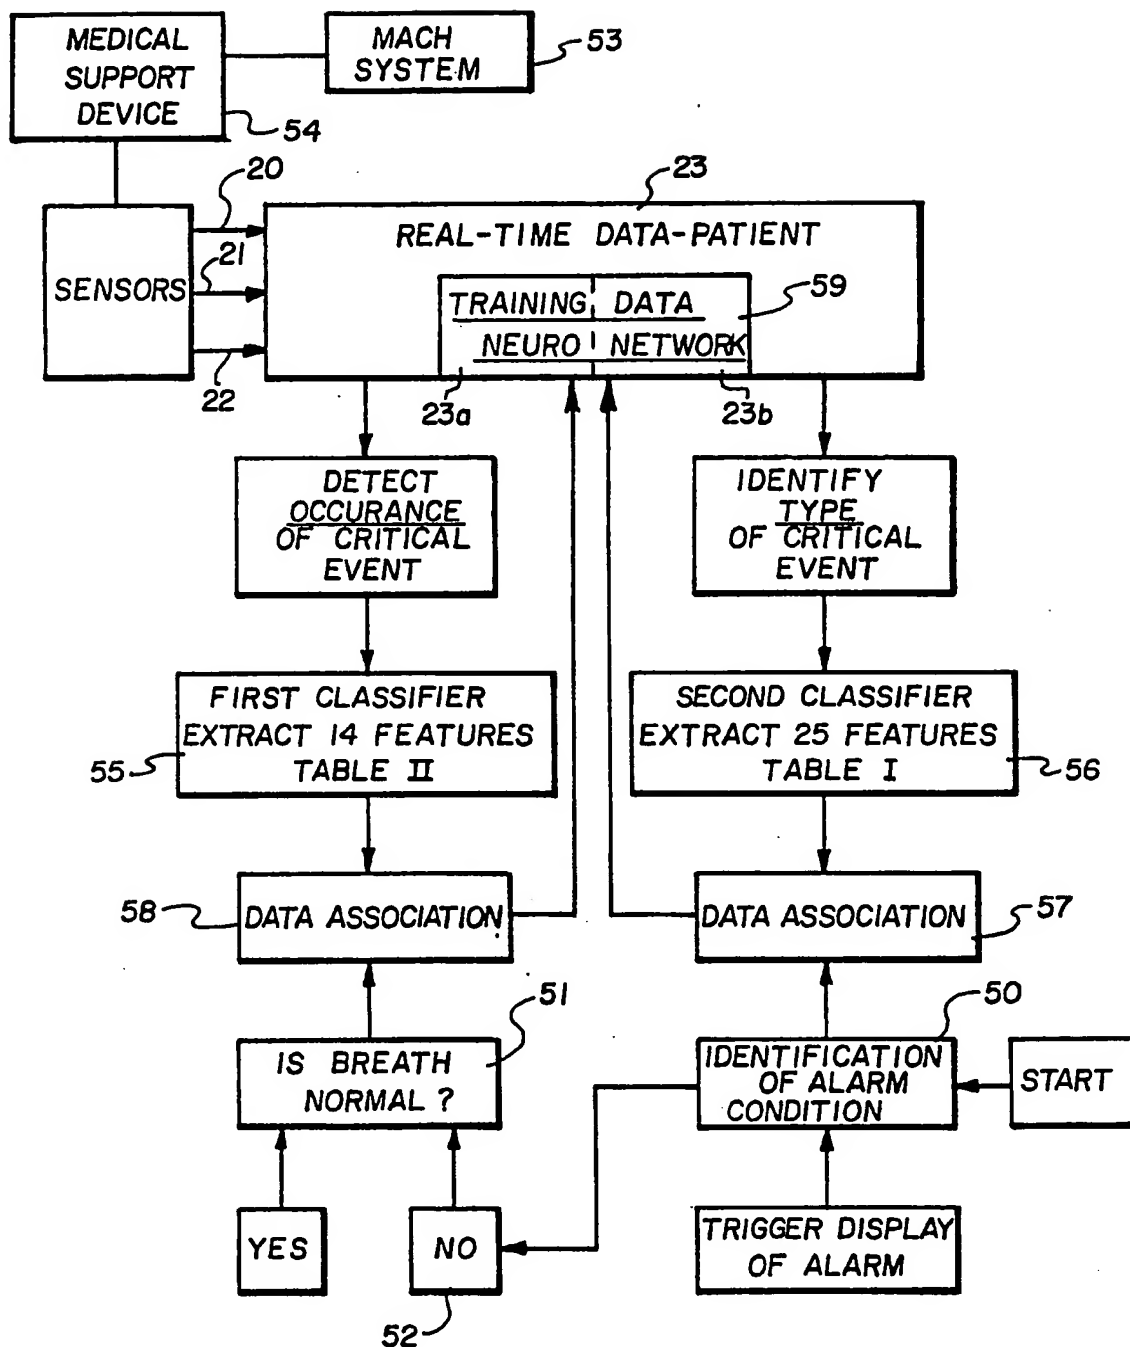 MEDICAL
SUPPORT
DEVICE
54
MACH
SYSTEM
53
SENSORS
20
21
22
23
REAL-TIME DATA-PATIENT
TRAINING DATA
NEURO NETWORK
59
23a
23b
DETECT
OCCURANCE
OF CRITICAL
EVENT
IDENTIFY
TYPE
OF CRITICAL
EVENT
FIRST CLASSIFIER
EXTRACT 14 FEATURES
TABLE II
55
SECOND CLASSIFIER
EXTRACT 25 FEATURES
TABLE I
56
58
DATA ASSOCIATION
DATA ASSOCIATION
57
51
IS BREATH
NORMAL ?
50
IDENTIFICATION
OF ALARM
CONDITION
START
YES
NO
52
TRIGGER DISPLAY
OF ALARM